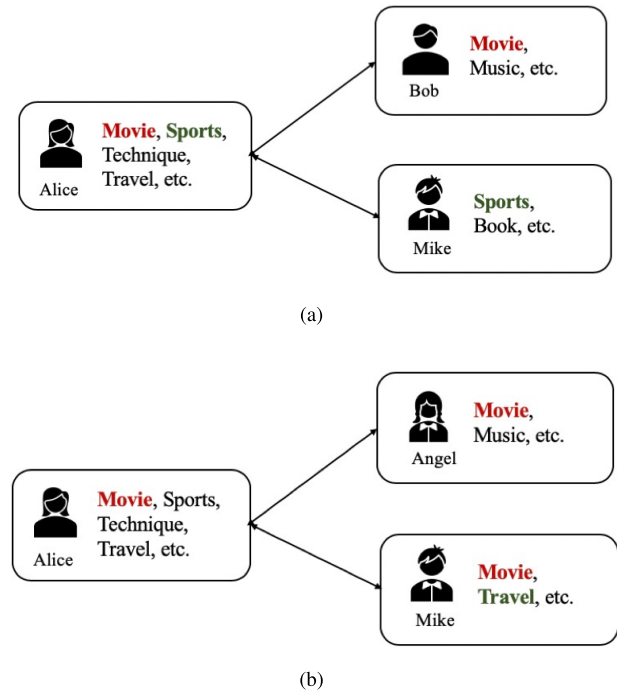 Movie,
Music, etc.
Bob
Movie, Sports,
Technique,
Travel, etc.
Alice
Sports,
Book, etc.
Mike
(a)
Movie,
Music, etc.
Angel
Movie, Sports,
Technique,
Travel, etc.
Alice
Movie,
Travel, etc.
Mike
(b)